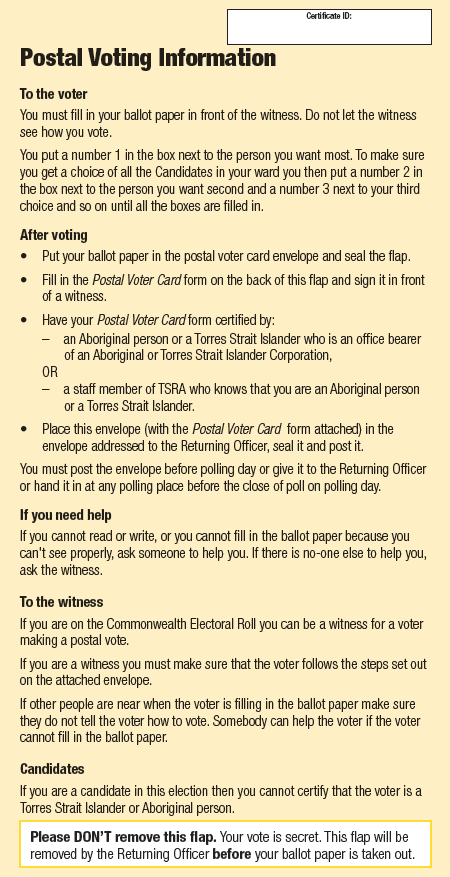 Certificate ID:
Postal Voting Information
To the voter
You must fill in your ballot paper in front of the witness. Do not let the witness
see how you vote.
You put a number 1 in the box next to the person you want most. To make sure
you get a choice of all the Candidates in your ward you then put a number 2 in
the box next to the person you want second and a number 3 next to your third
choice and so on until all the boxes are filled in.
After voting
• Put your ballot paper in the postal voter card envelope and seal the flap.
• Fill in the Postal Voter Card form on the back of this flap and sign it in front
of a witness.
• Have your Postal Voter Card form certified by:
– an Aboriginal person or a Torres Strait Islander who is an office bearer
of an Aboriginal or Torres Strait Islander Corporation,
OR
– a staff member of TSRA who knows that you are an Aboriginal person
or a Torres Strait Islander.
• Place this envelope (with the Postal Voter Card form attached) in the
envelope addressed to the Returning Officer, seal it and post it.
You must post the envelope before polling day or give it to the Returning Officer
or hand it in at any polling place before the close of poll on polling day.
If you need help
If you cannot read or write, or you cannot fill in the ballot paper because you
can't see properly, ask someone to help you. If there is no-one else to help you,
ask the witness.
To the witness
If you are on the Commonwealth Electoral Roll you can be a witness for a voter
making a postal vote.
If you are a witness you must make sure that the voter follows the steps set out
on the attached envelope.
If other people are near when the voter is filling in the ballot paper make sure
they do not tell the voter how to vote. Somebody can help the voter if the voter
cannot fill in the ballot paper.
Candidates
If you are a candidate in this election then you cannot certify that the voter is a
Torres Strait Islander or Aboriginal person.
Please DON'T remove this flap. Your vote is secret. This flap will be
removed by the Returning Officer before your ballot paper is taken out.